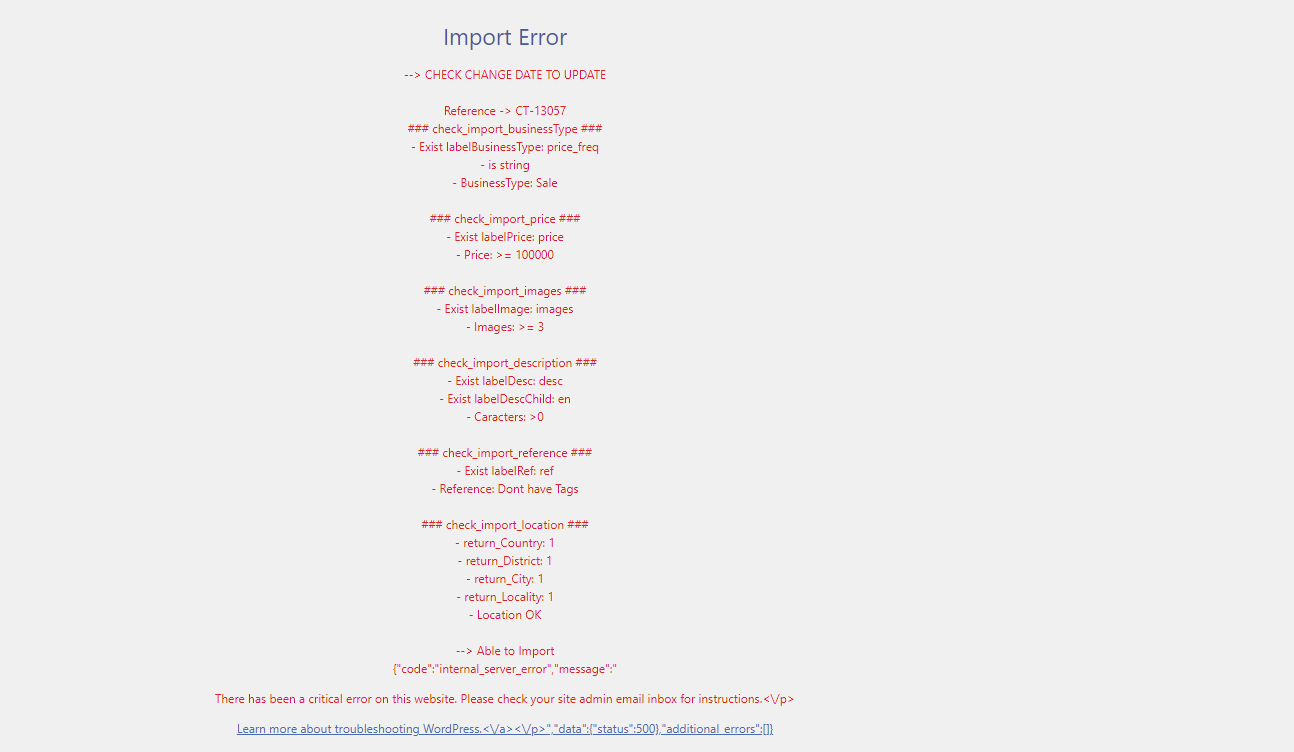 Import Error
--> CHECK CHANGE DATE TO UPDATE
Reference -> CT-13057
### check_import_businessType ###
- Exist labelBusinessType: price_freq
- is string
- BusinessType: Sale
### check_import_price ###
- Exist labelPrice: price
- Price: >= 100000
### check_import_images ###
- Exist labelImage: images
- Images: >= 3
### check_import_description ###
- Exist labelDesc: desc
- Exist labelDescChild: en
- Caracters: >0
### check_import_reference ###
- Exist labelRef: ref
- Reference: Dont have Tags
### check_import_location ###
- return_Country: 1
- return_District: 1
- return_City: 1
- return_Locality: 1
- Location OK
--> Able to Import
{"code":"internal_server_error","message":"
There has been a critical error on this website. Please check your site admin email inbox for instructions.<\/p>
Learn more about troubleshooting WordPress.<\/a><\/p>","data":{"status":500},"additional_errors":[]}